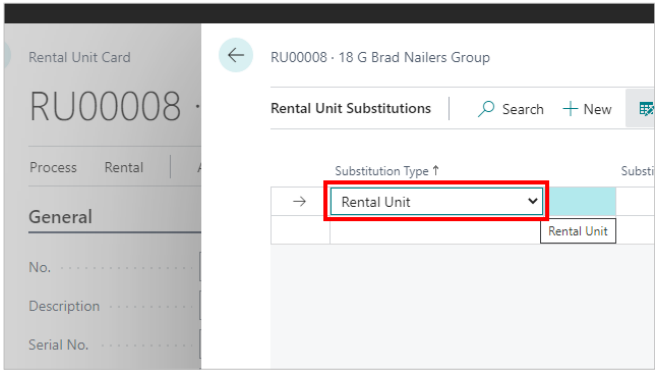 Rental Unit Card
RU00008 ·
Process Rental
General
No.
Description
Serial No.
RU00008 · 18 G Brad Nailers Group
Rental Unit Substitutions Search New
Substitution Type ↑ Substi
→ Rental Unit
Rental Unit